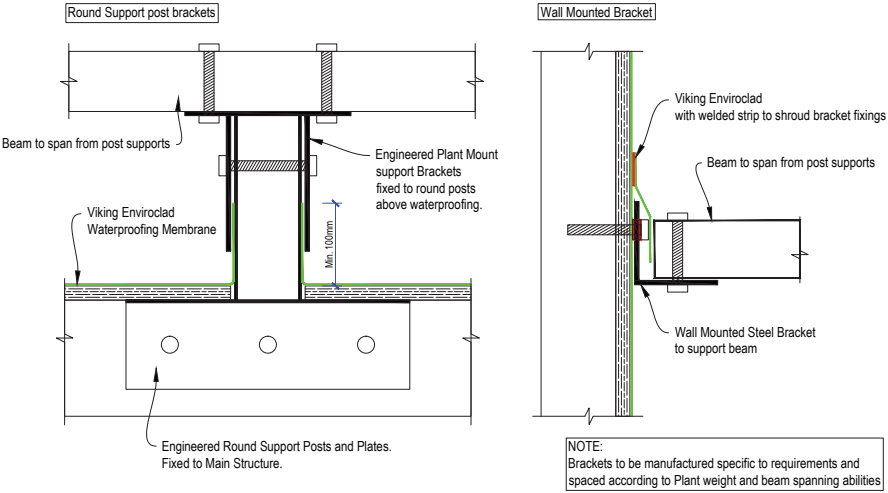 Round Support post brackets
Beam to span from post supports
Engineered Plant Mount
support Brackets
fixed to round posts
above waterproofing.
Viking Enviroclad
Waterproofing Membrane
Min. 100mm
Engineered Round Support Posts and Plates.
Fixed to Main Structure.
Wall Mounted Bracket
Viking Enviroclad
with welded strip to shroud bracket fixings
Beam to span from post supports
Wall Mounted Steel Bracket
to support beam
NOTE:
Brackets to be manufactured specific to requirements and
spaced according to Plant weight and beam spanning abilities